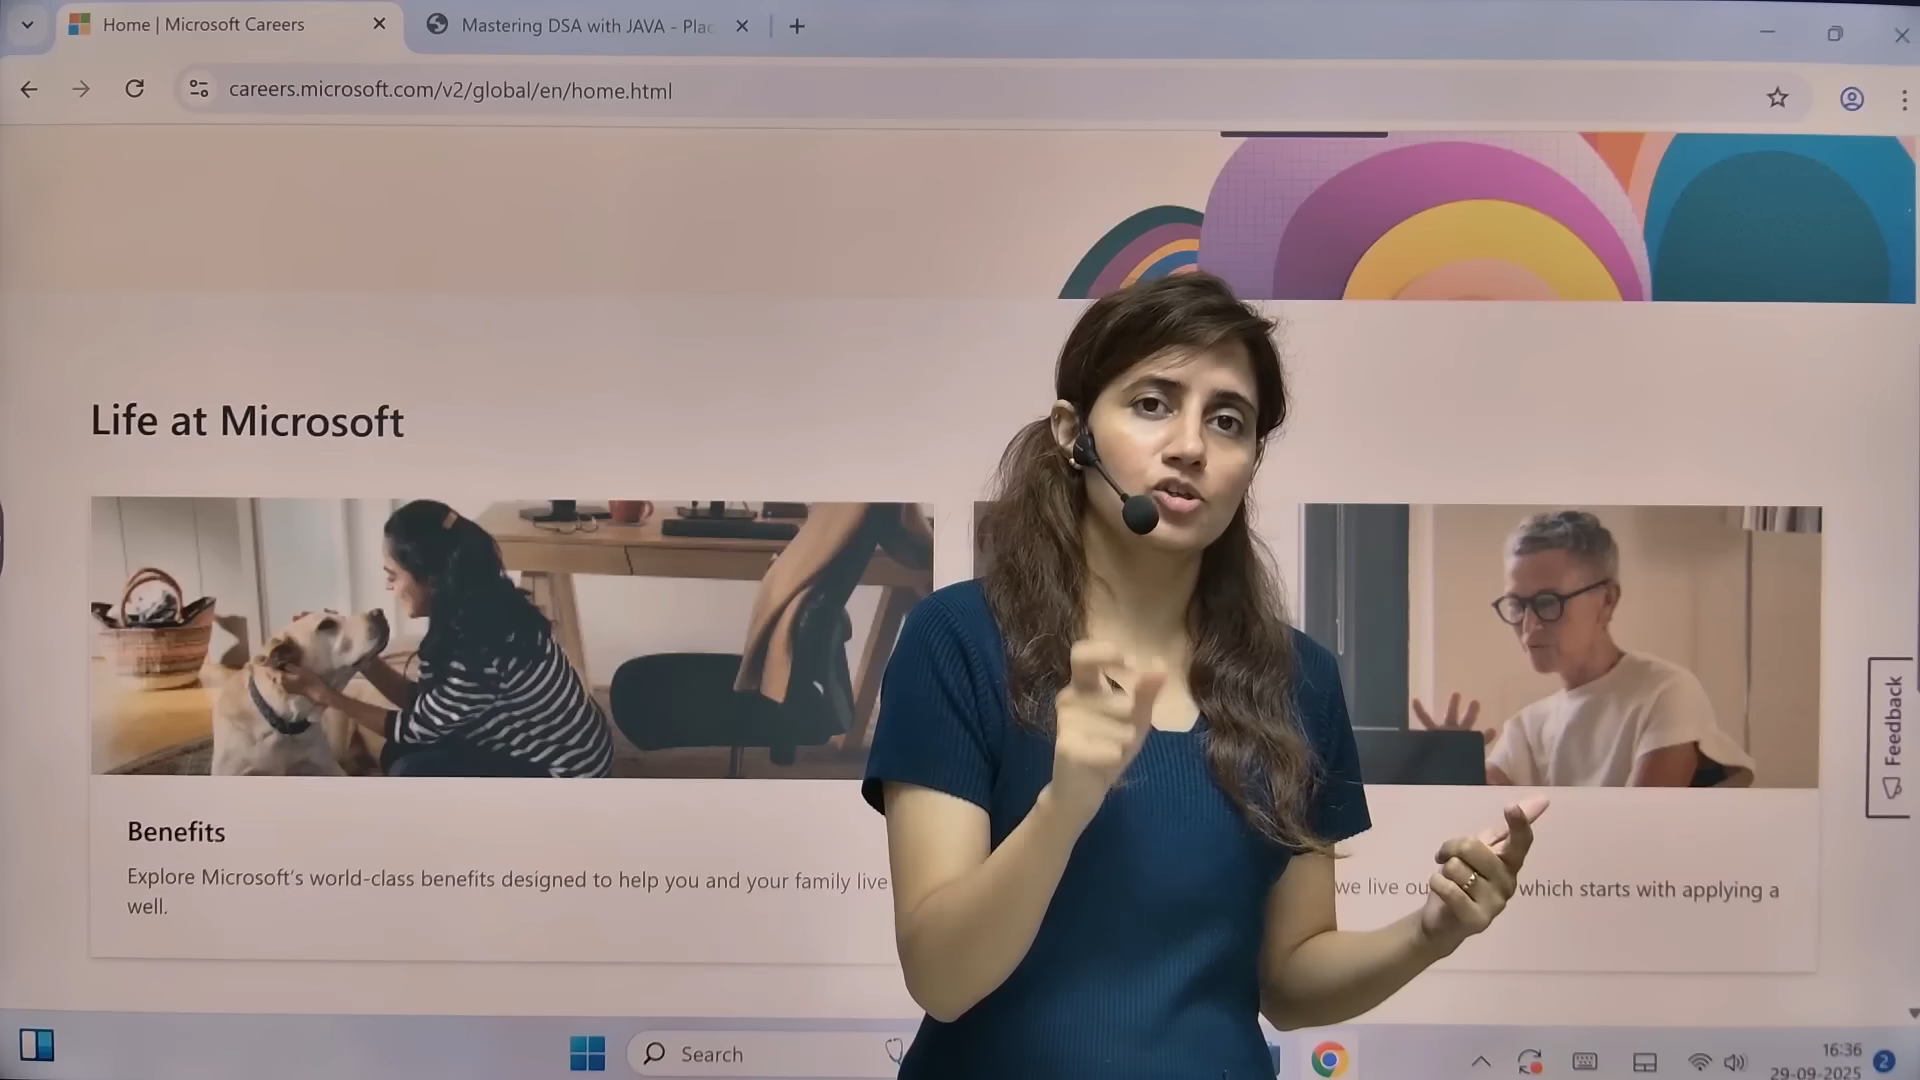 Home | Microsoft Careers
Mastering DSA with JAVA - Plac
careers.microsoft.com/v2/global/en/home.html
Life at Microsoft
Benefits
Explore Microsoft's world-class benefits designed to help you and your family live
well.
we live ou
which starts with applying a
Feedback
Search
16:36
29-09-2025
2